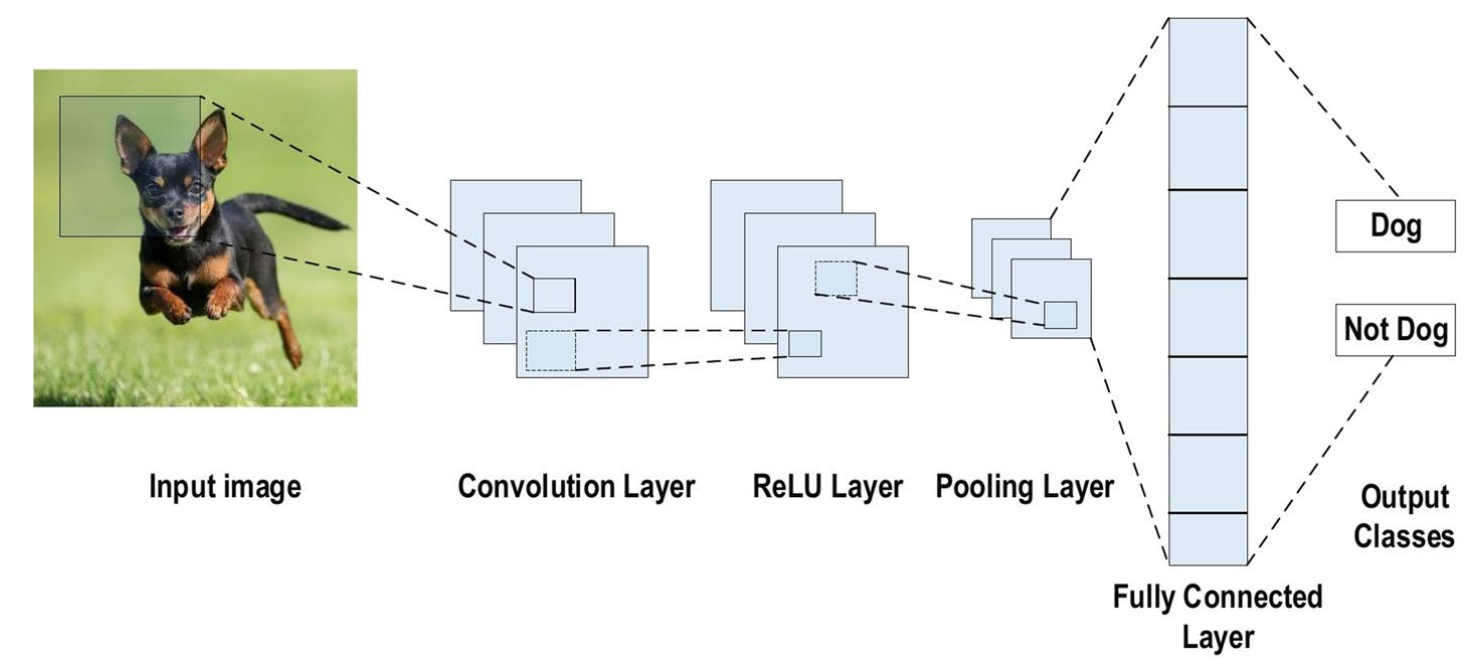 Dog
Not Dog
Input image
Convolution Layer
ReLU Layer
Pooling Layer
Output
Classes
Fully Connected
Layer